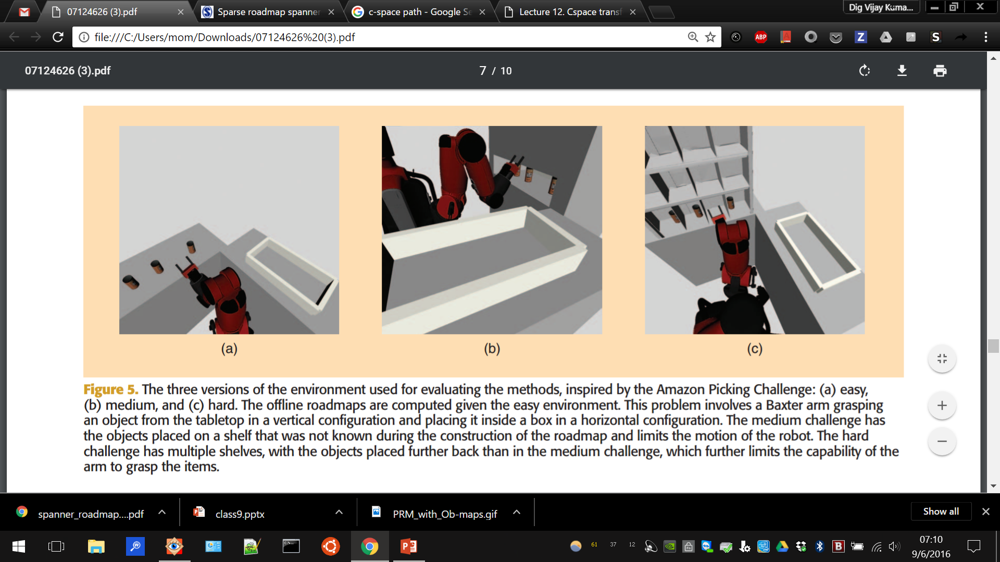 07124626 (3).pdf
Sparse roadmap spanner
c-space path - Google Se
Lecture 12. Cspace transf
Dig Vijay Kuma...
file:///C:/Users/mom/Downloads/07124626%20(3).pdf
ABP
Z
S
07124626 (3).pdf
7 / 10
(a)
(b)
(c)
Figure 5. The three versions of the environment used for evaluating the methods, inspired by the Amazon Picking Challenge: (a) easy,
(b) medium, and (c) hard. The offline roadmaps are computed given the easy environment. This problem involves a Baxter arm grasping
an object from the tabletop in a vertical configuration and placing it inside a box in a horizontal configuration. The medium challenge has
the objects placed on a shelf that was not known during the construction of the roadmap and limits the motion of the robot. The hard
challenge has multiple shelves, with the objects placed further back than in the medium challenge, which further limits the capability of the
arm to grasp the items.
spanner_roadmap....pdf
class9.pptx
PRM_with_Ob-maps.gif
Show all
61
37
12
B
07:10
9/6/2016